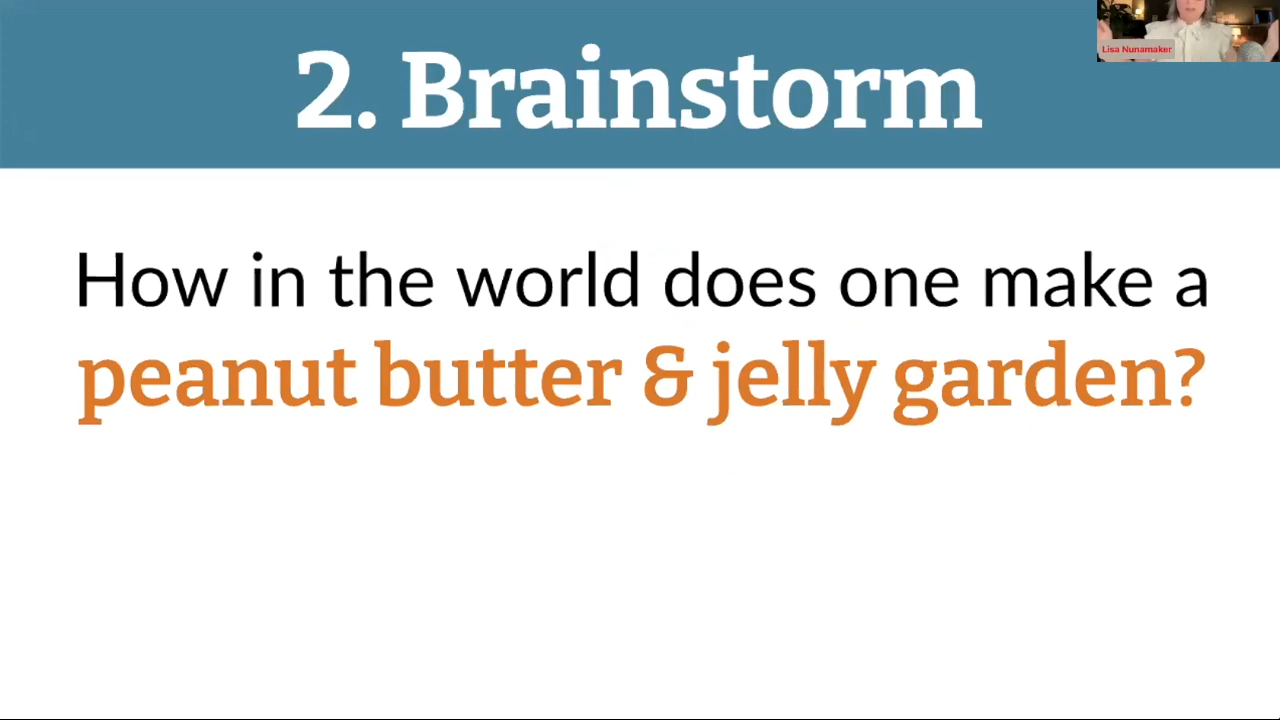 2. Brainstorm
Lisa Nunamaker
How in the world does one make a
peanut butter & jelly garden?